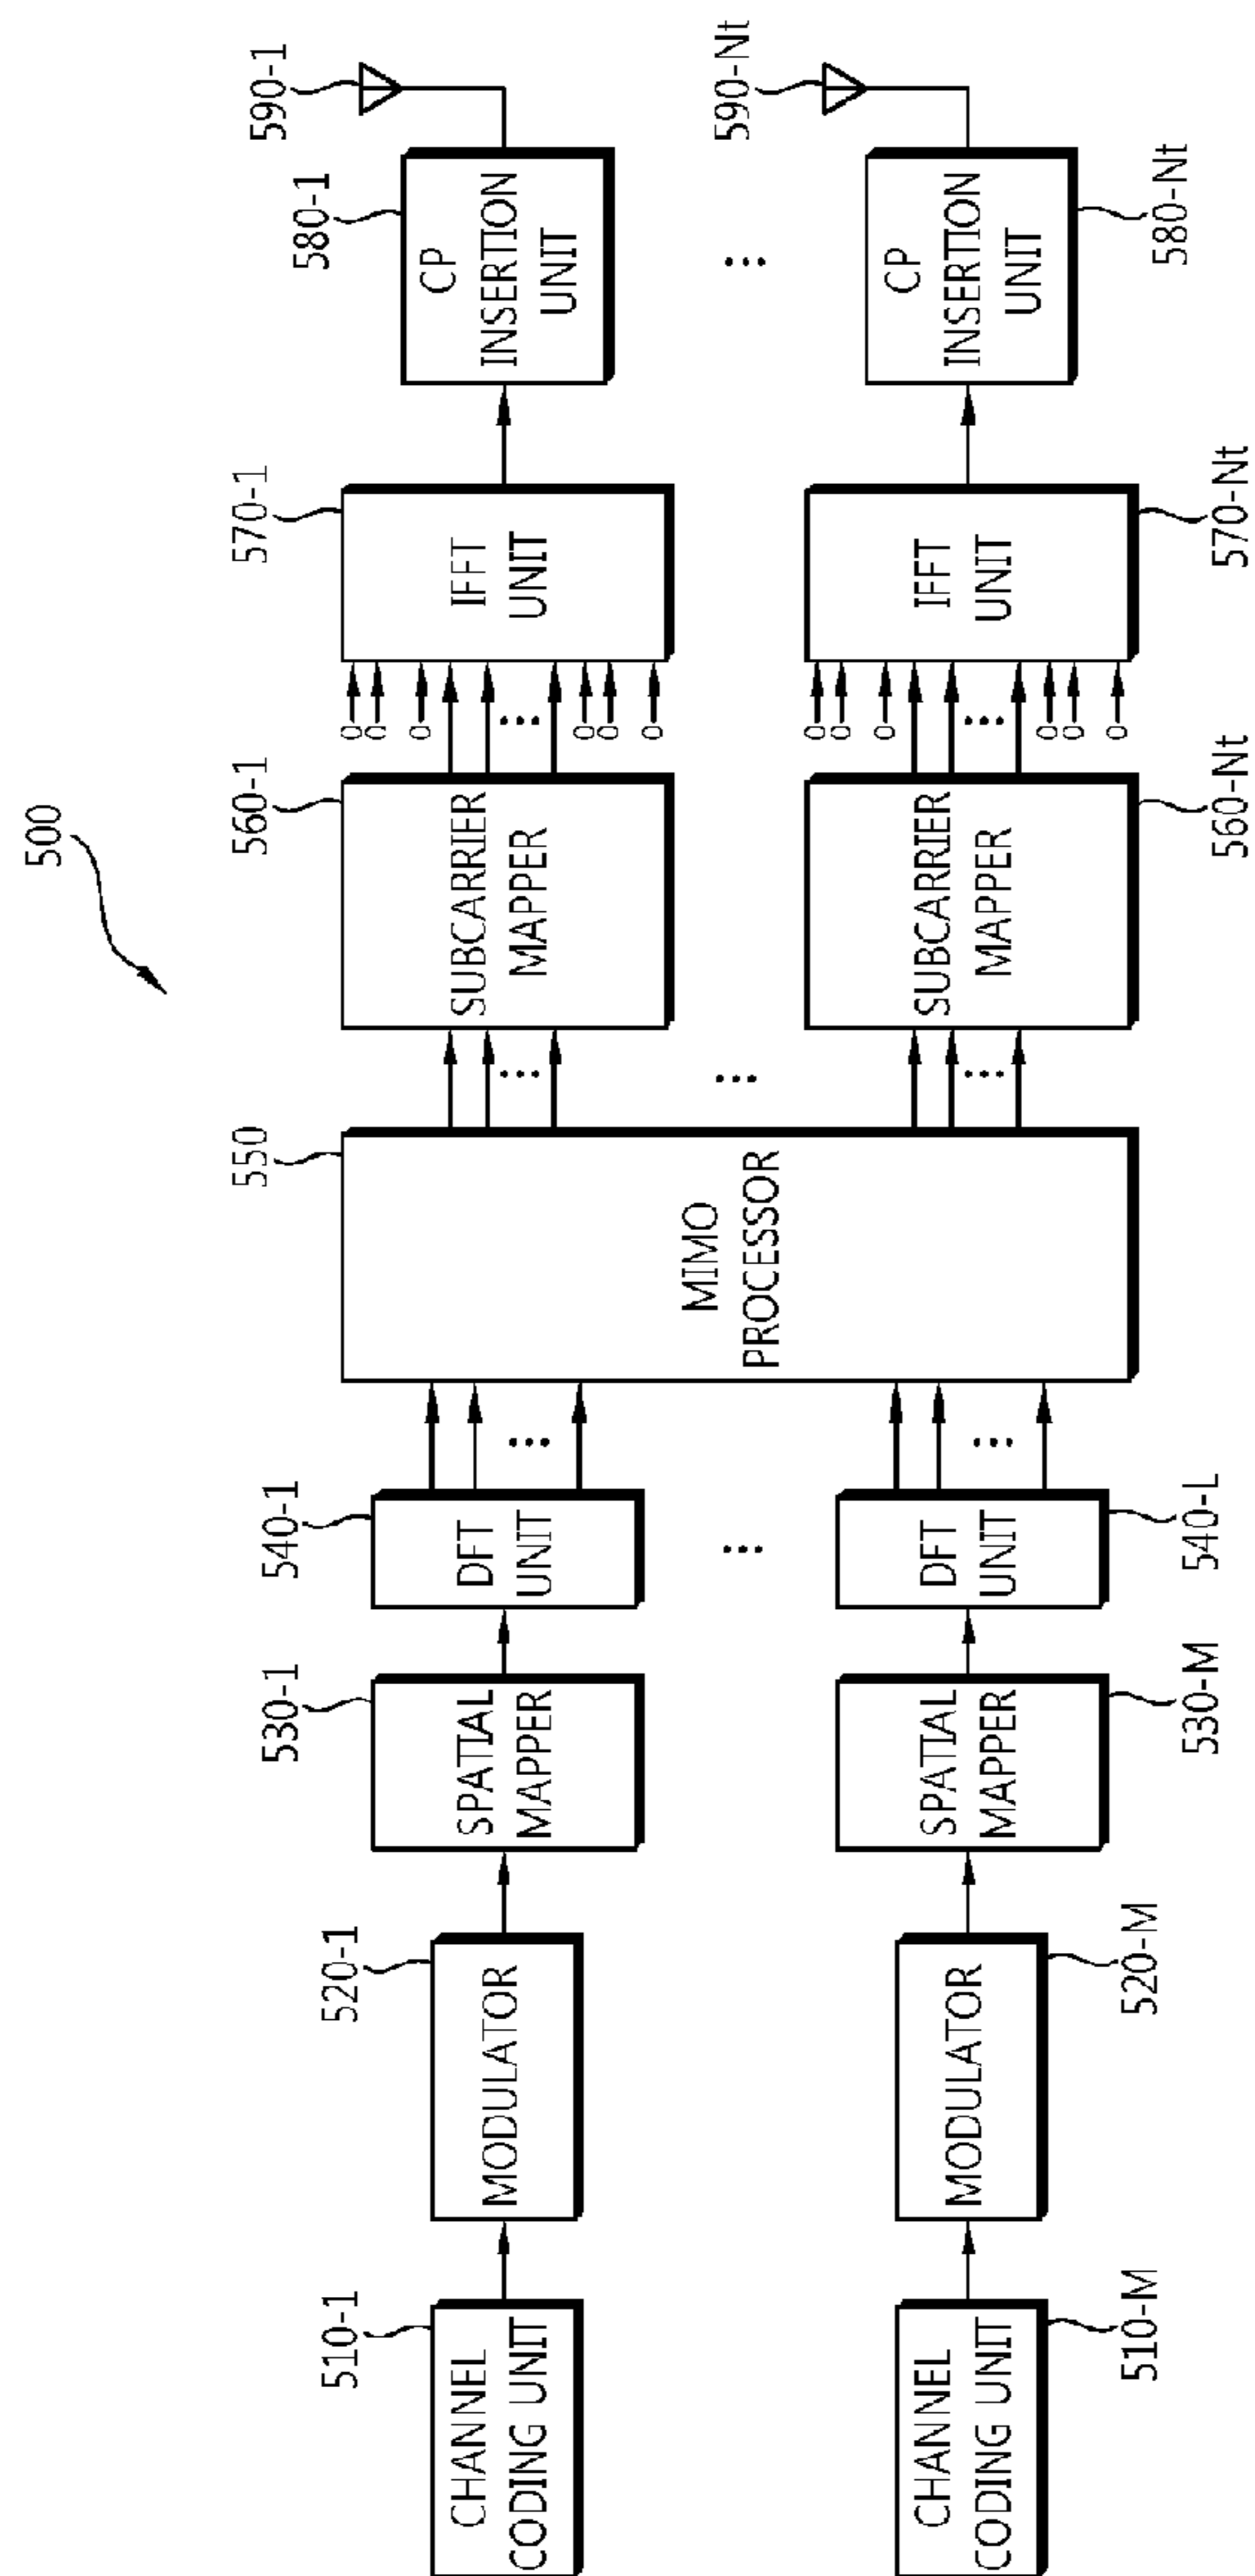 500
510-1
CHANNEL
CODING UNIT
520-1
MODULATOR
530-1
SPATIAL
MAPPER
540-1
DFT
UNIT
550
MIMO
PROCESSOR
560-1
SUBCARRIER
MAPPER
0
0
0
0
0
0
570-1
IFFT
UNIT
580-1
CP
INSERTION
UNIT
590-1
CHANNEL
CODING UNIT
510-M
MODULATOR
520-M
SPATIAL
MAPPER
530-M
DFT
UNIT
540-L
SUBCARRIER
MAPPER
560-Nt
0
0
0
0
0
0
IFFT
UNIT
570-Nt
CP
INSERTION
UNIT
580-Nt
590-Nt